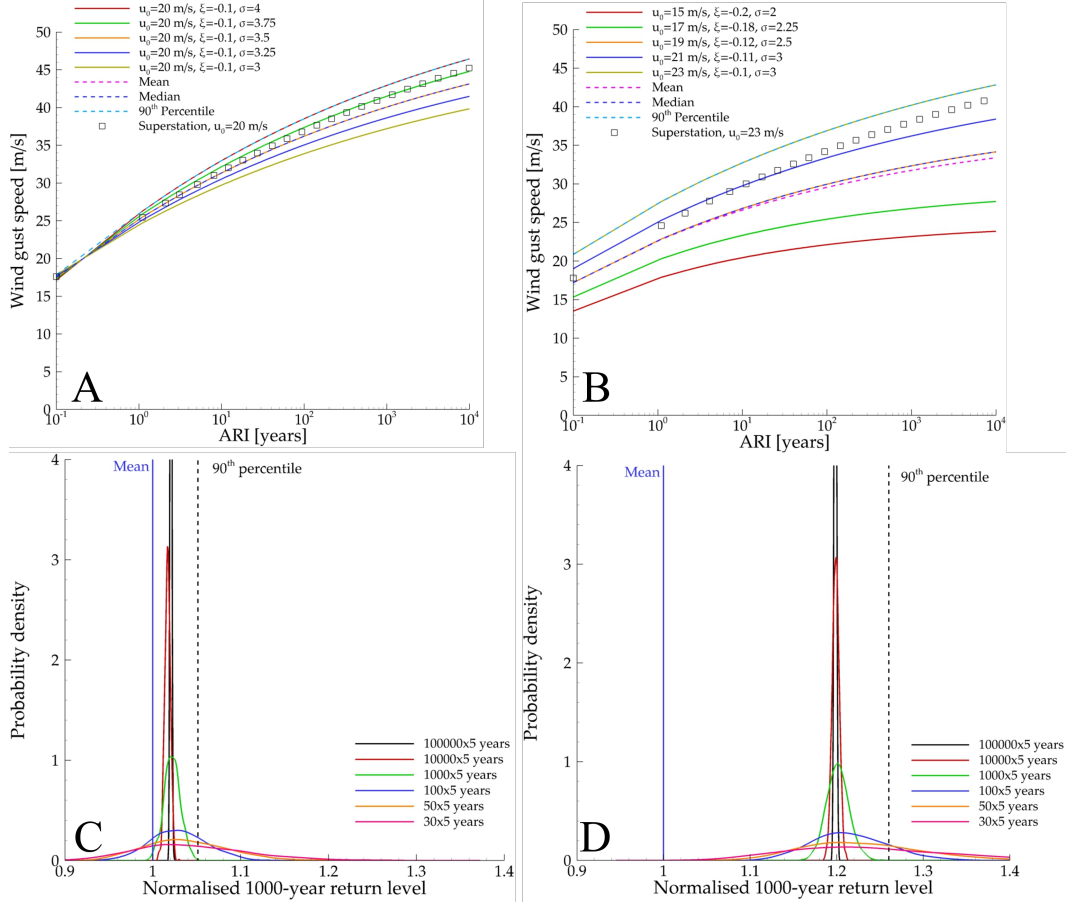 u₀=20 m/s, ξ=-0.1, σ=4
u₀=20 m/s, ξ=-0.1, σ=3.75
u₀=20 m/s, ξ=-0.1, σ=3.5
u₀=20 m/s, ξ=-0.1, σ=3.25
u₀=20 m/s, ξ=-0.1, σ=3
Mean
Median
90th Percentile
Superstation, u₀=20 m/s
50
45
40
35
30
25
20
15
10
5
0
Wind gust speed [m/s]
A
10⁻¹ 10⁰ 10¹ 10² 10³ 10⁴
ARI [years]
u₀=15 m/s, ξ=-0.2, σ=2
u₀=17 m/s, ξ=-0.18, σ=2.25
u₀=19 m/s, ξ=-0.12, σ=2.5
u₀=21 m/s, ξ=-0.11, σ=3
u₀=23 m/s, ξ=-0.1, σ=3
Mean
Median
90th Percentile
Superstation, u₀=23 m/s
50
45
40
35
30
25
20
15
10
5
0
Wind gust speed [m/s]
B
10⁻¹ 10⁰ 10¹ 10² 10³ 10⁴
ARI [years]
Mean
90th percentile
4
3
2
1
0
Probability density
100000x5 years
10000x5 years
1000x5 years
100x5 years
50x5 years
30x5 years
C
0.9 1 1.1 1.2 1.3 1.4
Normalised 1000-year return level
Mean
90th percentile
4
3
2
1
0
Probability density
100000x5 years
10000x5 years
1000x5 years
100x5 years
50x5 years
30x5 years
D
0.9 1 1.1 1.2 1.3 1.4
Normalised 1000-year return level